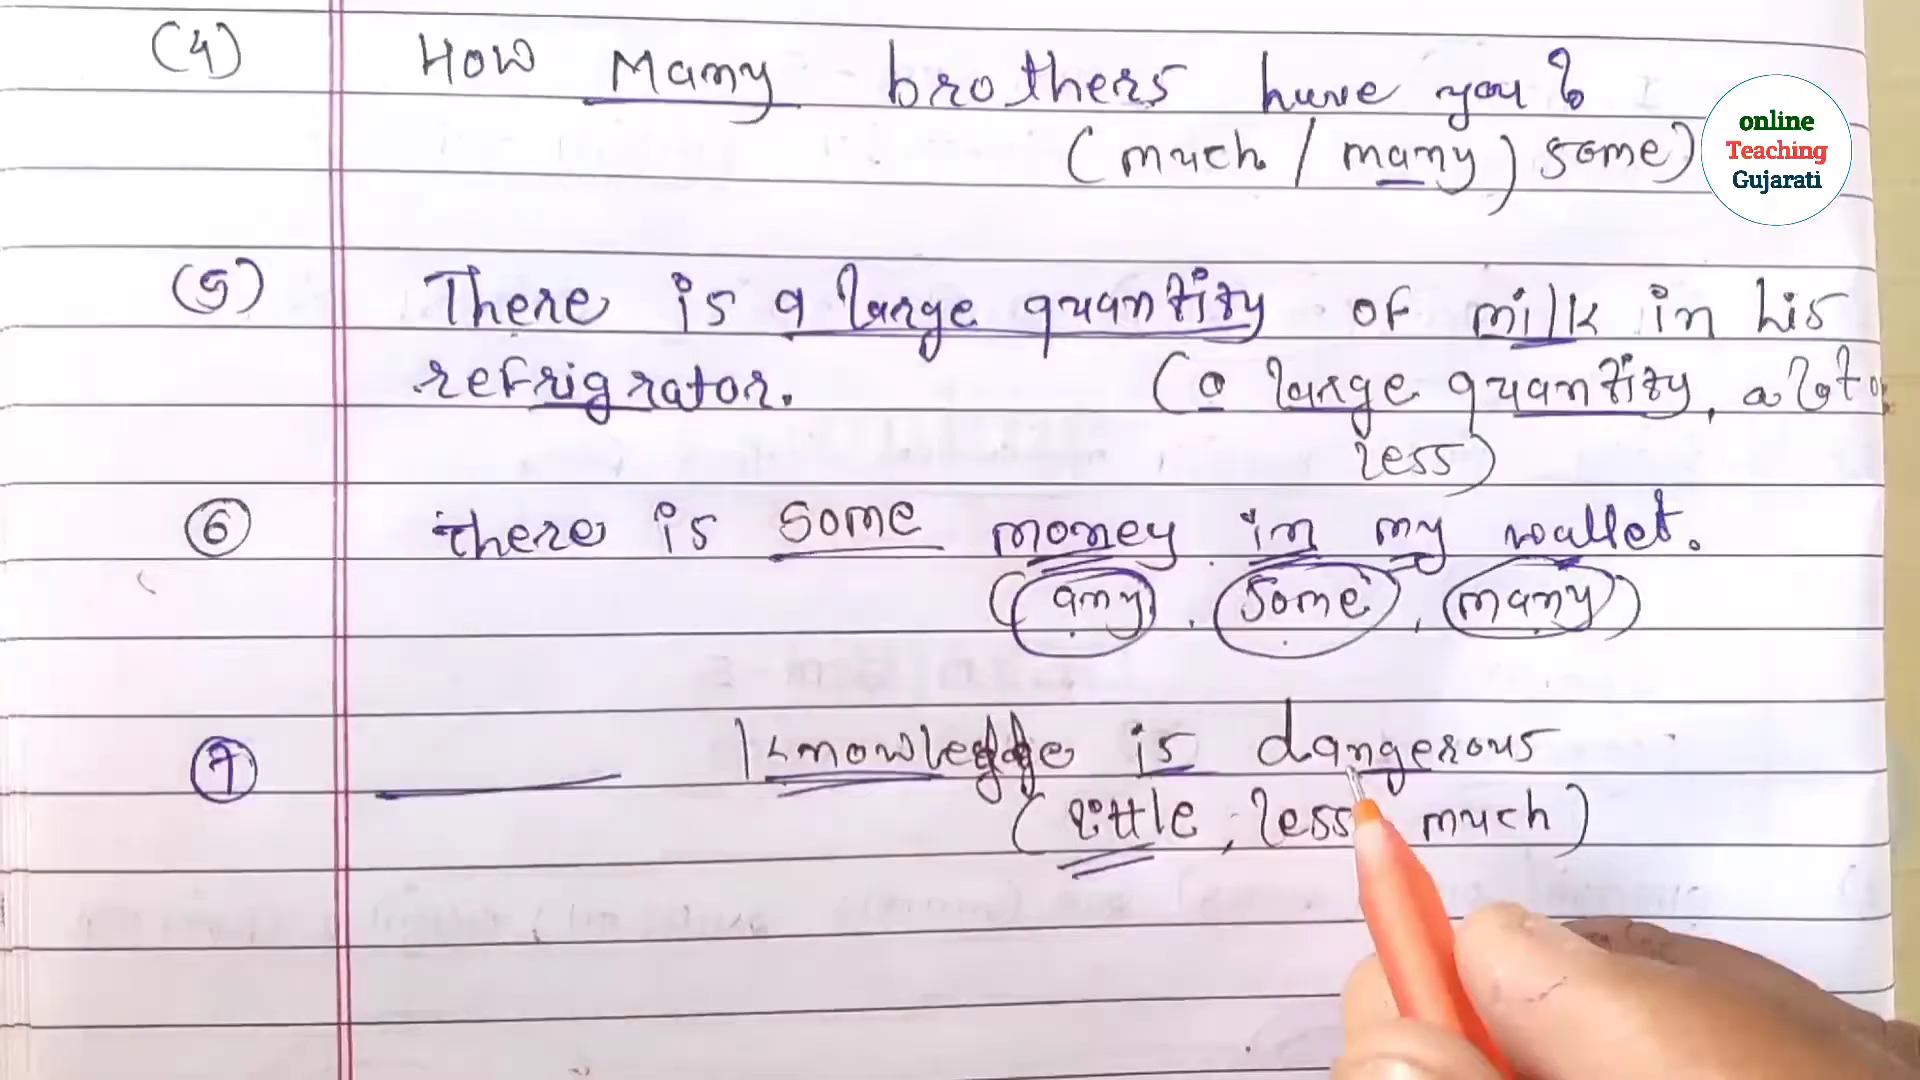 (4) How Many brothers have you?
(much / many) some)
online
Teaching
Gujarati
(5) There is a large quantity of milk in his
refrigrator. (a large quantity, a lot
less)
6 there is some money in my wallet.
(any, some, many)
7 knowledge is dangerous
(little, less much)